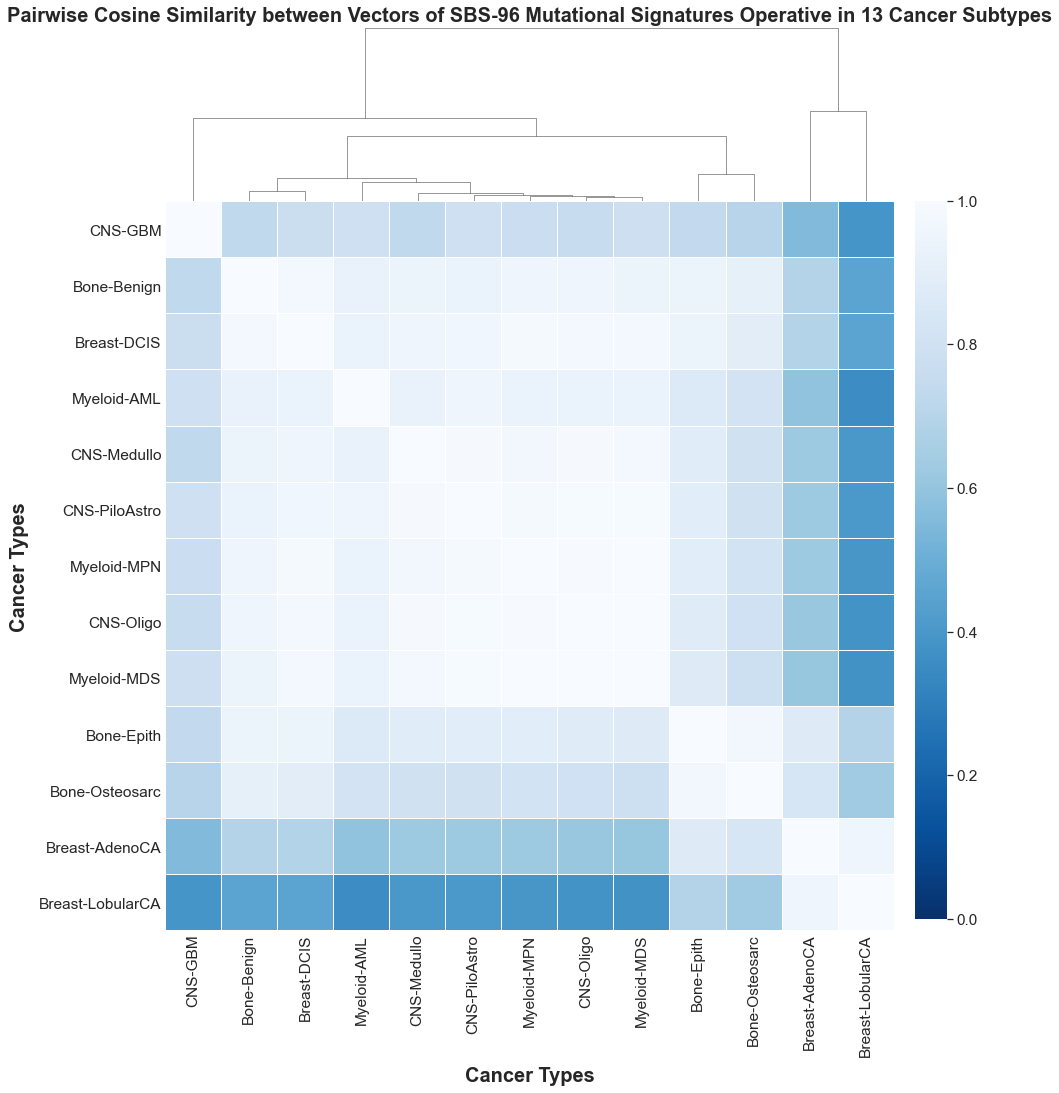 Pairwise Cosine Similarity between Vectors of SBS-96 Mutational Signatures Operative in 13 Cancer Subtypes
CNS-GBM
Bone-Benign
Breast-DCIS
Myeloid-AML
CNS-Medullo
CNS-PiloAstro
Myeloid-MPN
CNS-Oligo
Myeloid-MDS
Bone-Epith
Bone-Osteosarc
Breast-AdenoCA
Breast-LobularCA
Cancer Types
1.0
0.8
0.6
0.4
0.2
0.0
CNS-GBM
Bone-Benign
Breast-DCIS
Myeloid-AML
CNS-Medullo
CNS-PiloAstro
Myeloid-MPN
CNS-Oligo
Myeloid-MDS
Bone-Epith
Bone-Osteosarc
Breast-AdenoCA
Breast-LobularCA
Cancer Types